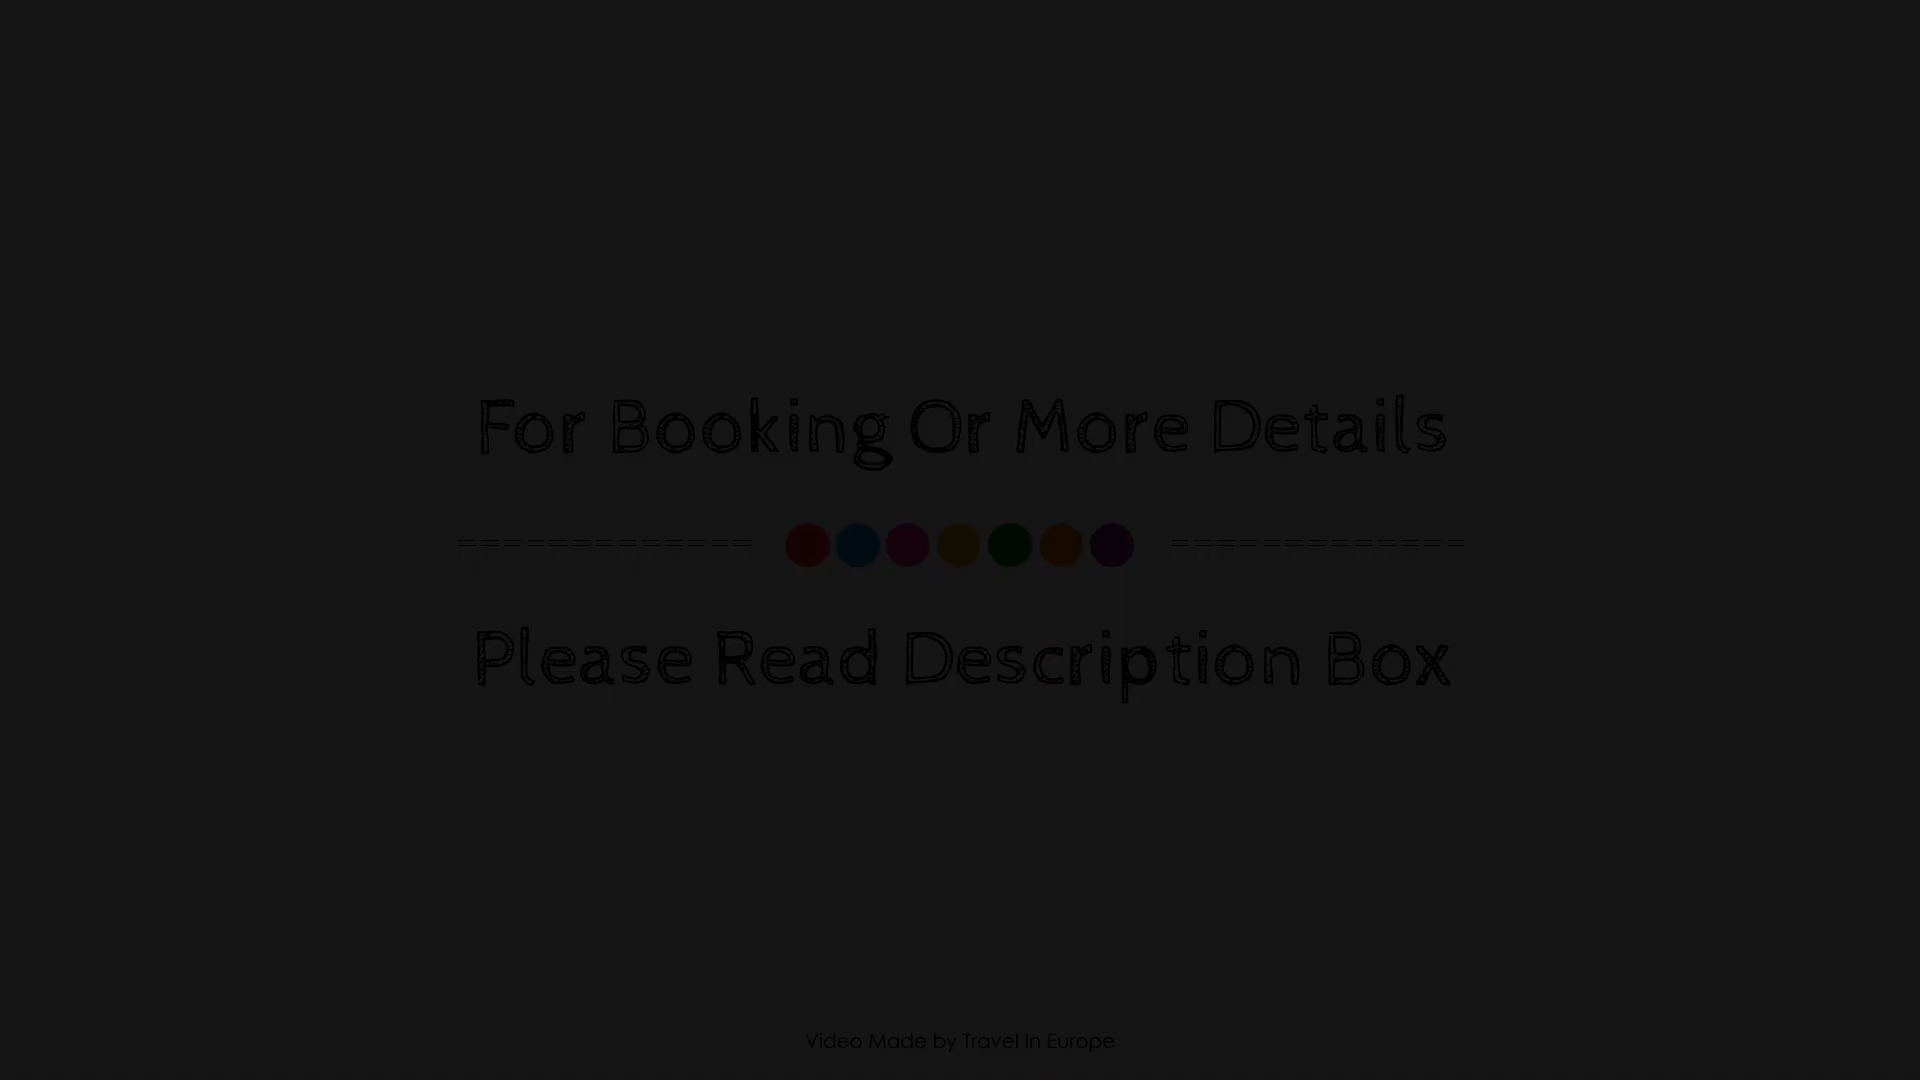 For Booking Or More Details
============= =============
Please Read Description Box
Video Made by Travel In Europe